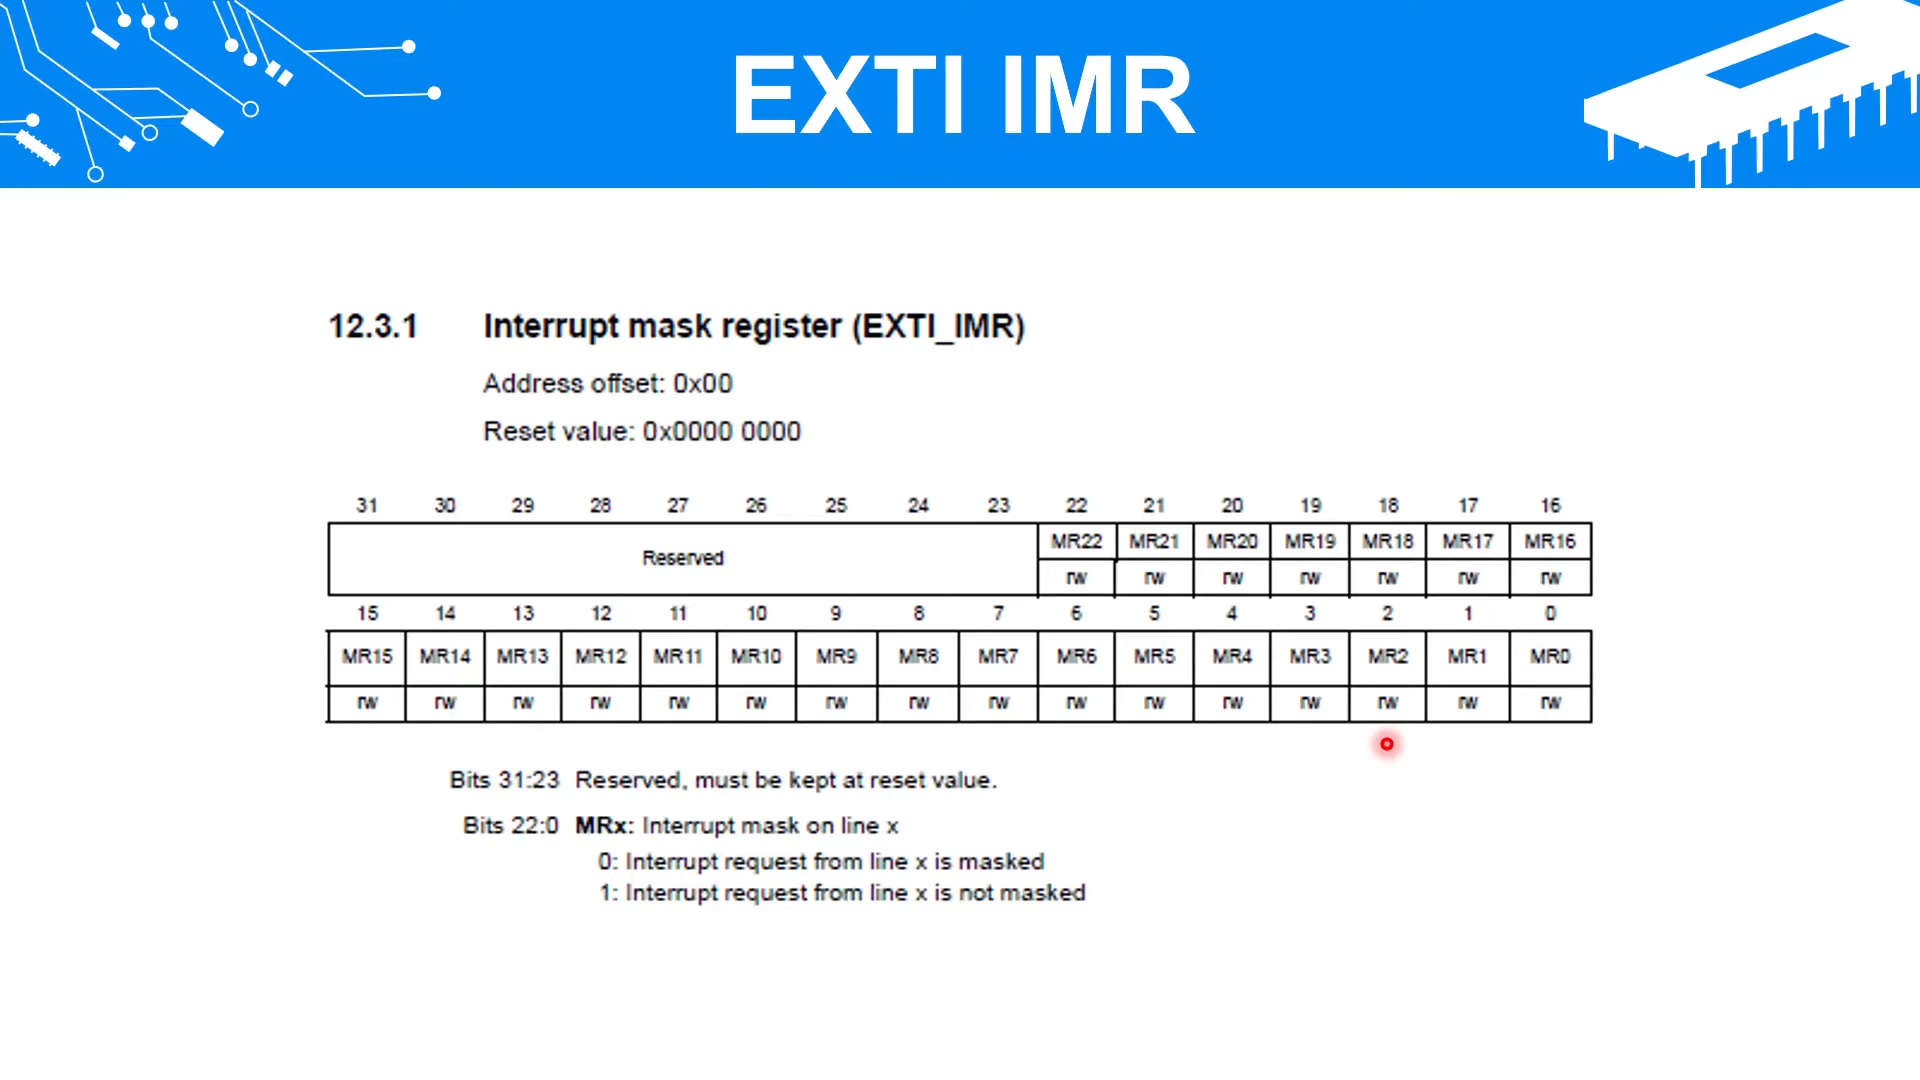 EXTI IMR
12.3.1 Interrupt mask register (EXTI_IMR)
Address offset: 0x00
Reset value: 0x0000 0000
31 30 29 28 27 26 25 24 23 22 21 20 19 18 17 16
Reserved MR22 MR21 MR20 MR19 MR18 MR17 MR16
rw rw rw rw rw rw rw
15 14 13 12 11 10 9 8 7 6 5 4 3 2 1 0
MR15 MR14 MR13 MR12 MR11 MR10 MR9 MR8 MR7 MR6 MR5 MR4 MR3 MR2 MR1 MR0
rw rw rw rw rw rw rw rw rw rw rw rw rw rw rw rw
Bits 31:23 Reserved, must be kept at reset value.
Bits 22:0 MRx: Interrupt mask on line x
0: Interrupt request from line x is masked
1: Interrupt request from line x is not masked